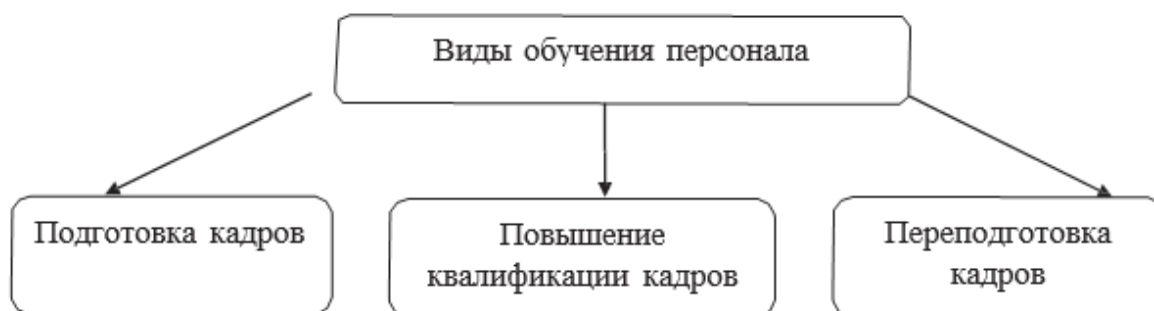 Виды обучения персонала
Подготовка кадров
Повышение
квалификации кадров
Переподготовка
кадров